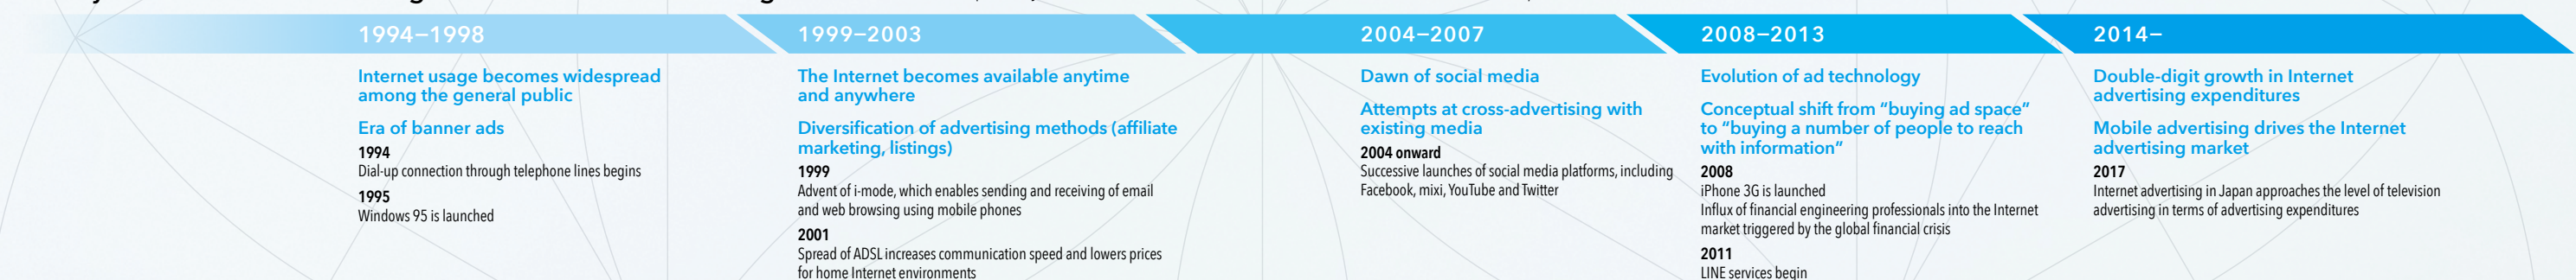 1994–1998
Internet usage becomes widespread
among the general public
Era of banner ads
1994
Dial-up connection through telephone lines begins
1995
Windows 95 is launched
1999–2003
The Internet becomes available anytime
and anywhere
Diversification of advertising methods (affiliate
marketing, listings)
1999
Advent of i-mode, which enables sending and receiving of email
and web browsing using mobile phones
2001
Spread of ADSL increases communication speed and lowers prices
for home Internet environments
2004–2007
Dawn of social media
Attempts at cross-advertising with
existing media
2004 onward
Successive launches of social media platforms, including
Facebook, mixi, YouTube and Twitter
2008–2013
Evolution of ad technology
Conceptual shift from “buying ad space”
to “buying a number of people to reach
with information”
2008
iPhone 3G is launched
Influx of financial engineering professionals into the Internet
market triggered by the global financial crisis
2011
LINE services begin
2014–
Double-digit growth in Internet
advertising expenditures
Mobile advertising drives the Internet
advertising market
2017
Internet advertising in Japan approaches the level of television
advertising in terms of advertising expenditures